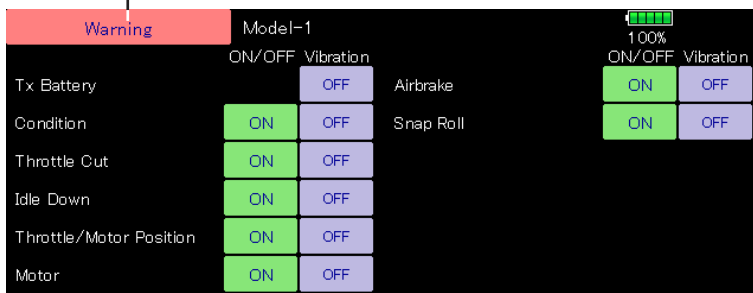 Warning Model-1 100%
ON/OFF Vibration ON/OFF Vibration
Tx Battery OFF Airbrake ON OFF
Condition ON OFF Snap Roll ON OFF
Throttle Cut ON OFF
Idle Down ON OFF
Throttle/Motor Position ON OFF
Motor ON OFF